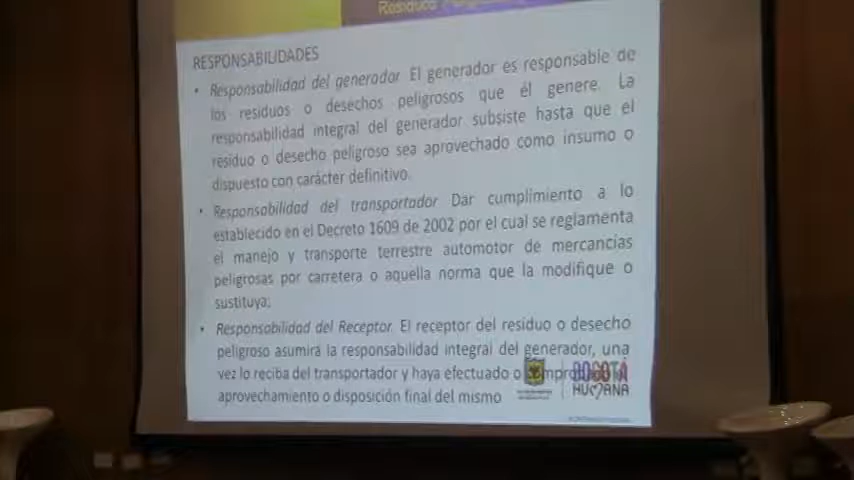 Residuo
RESPONSABILIDADES
• Responsabilidad del generador El generador es responsable de
los residuos o desechos peligrosos que él genere. La
responsabilidad integral del generador subsiste hasta que el
residuo o desecho peligroso sea aprovechado como insumo o
dispuesto con carácter definitivo.
• Responsabilidad del transportador Dar cumplimiento a lo
establecido en el Decreto 1609 de 2002 por el cual se reglamenta
el manejo y transporte terrestre automotor de mercancías
peligrosas por carretera o aquella norma que la modifique o
sustituya;
• Responsabilidad del Receptor. El receptor del residuo o desecho
peligroso asumirá la responsabilidad integral del generador, una
vez lo reciba del transportador y haya efectuado o
aprovechamiento o disposición final del mismo
BOGOTÁ
HUMANA